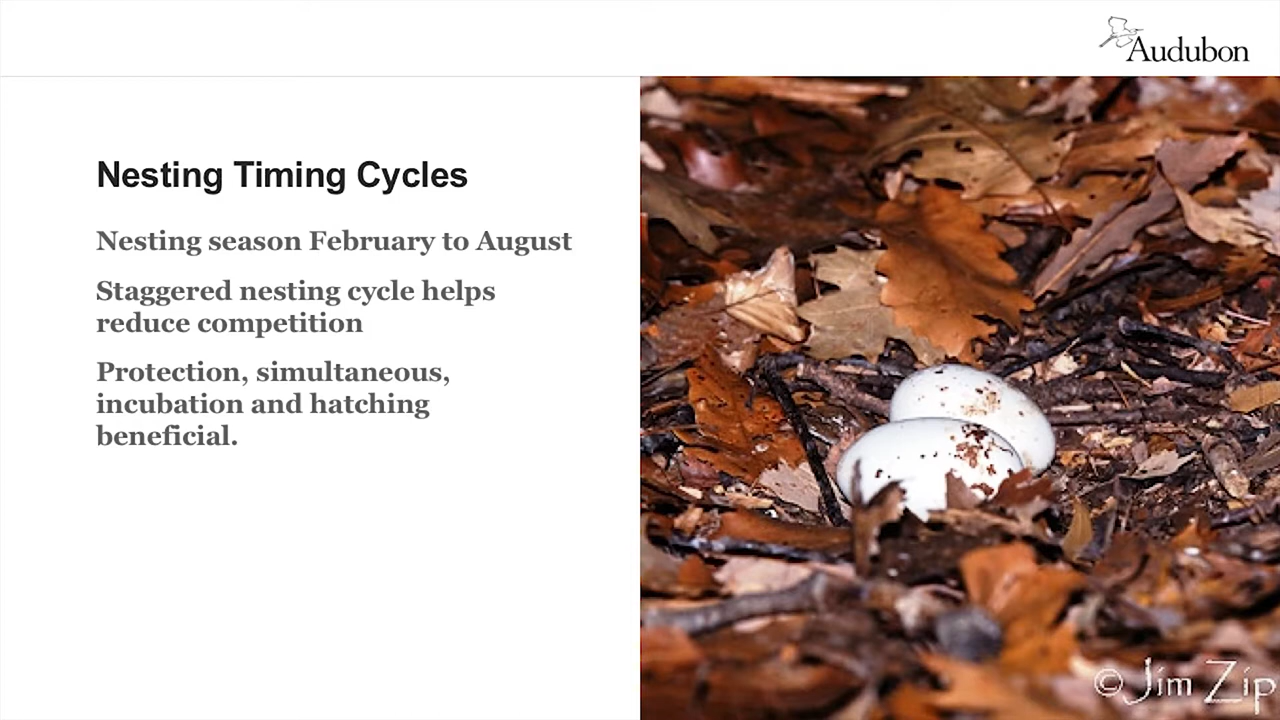 Audubon
Nesting Timing Cycles
Nesting season February to August
Staggered nesting cycle helps
reduce competition
Protection, simultaneous,
incubation and hatching
beneficial.
©Jim Zip